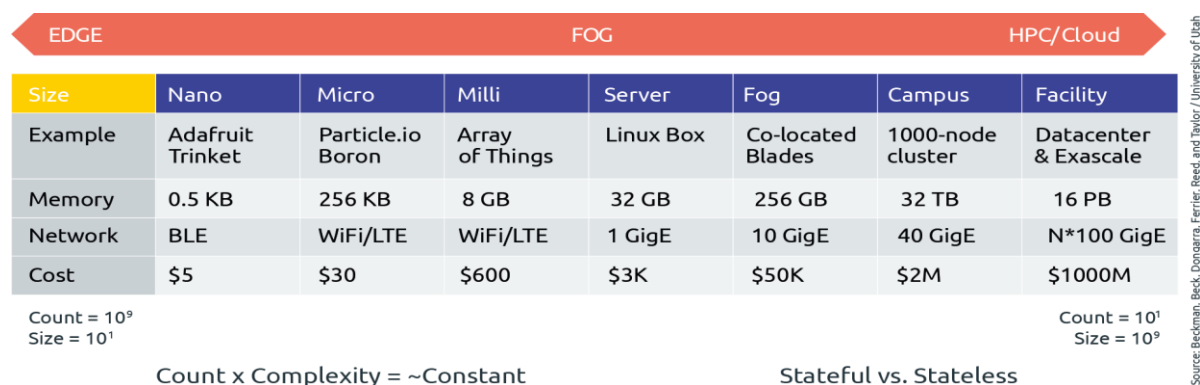 EDGE FOG HPC/Cloud
Size Nano Micro Milli Server Fog Campus Facility
Example Adafruit Trinket Particle.io Boron Array of Things Linux Box Co-located Blades 1000-node cluster Datacenter & Exascale
Memory 0.5 KB 256 KB 8 GB 32 GB 256 GB 32 TB 16 PB
Network BLE WiFi/LTE WiFi/LTE 1 GigE 10 GigE 40 GigE N*100 GigE
Cost $5 $30 $600 $3K $50K $2M $1000M
Count = 10⁹ Count = 10¹
Size = 10¹ Size = 10⁹
Count x Complexity = ~Constant Stateful vs. Stateless
Source: Beckman, Beck, Dongarra, Ferrier, Reed, and Taylor / University of Utah